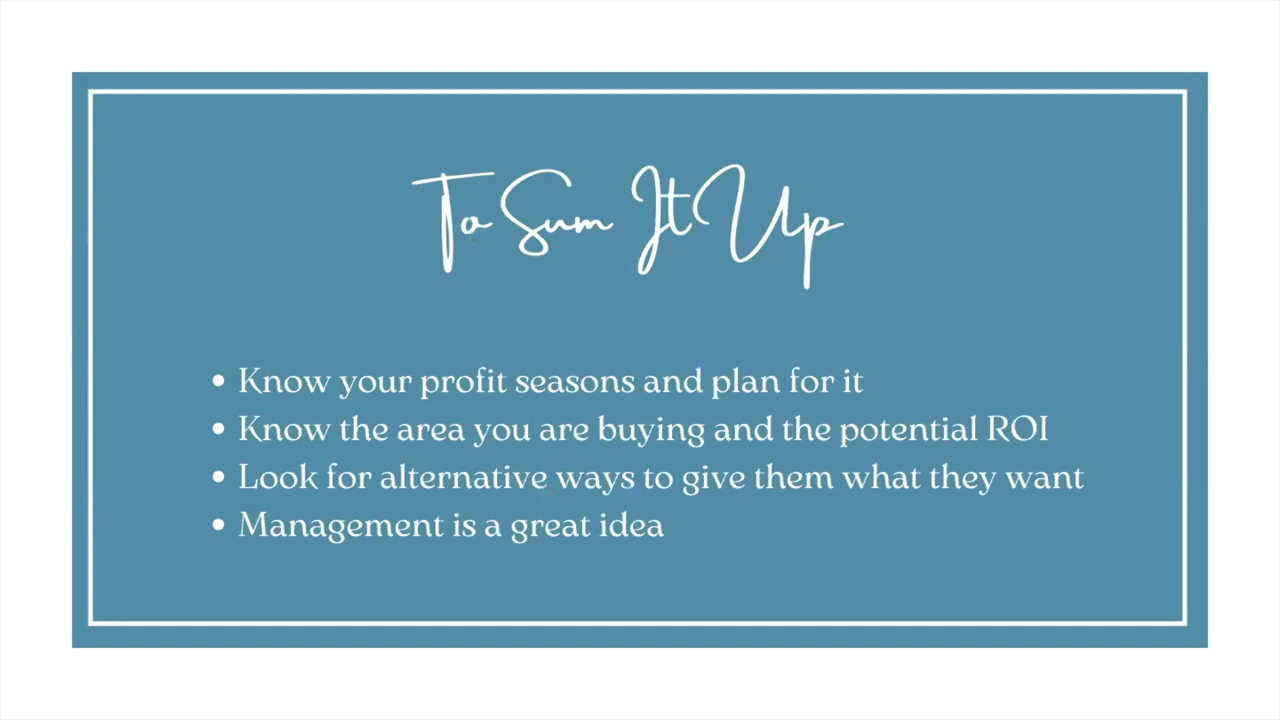 To Sum It Up
• Know your profit seasons and plan for it
• Know the area you are buying and the potential ROI
• Look for alternative ways to give them what they want
• Management is a great idea